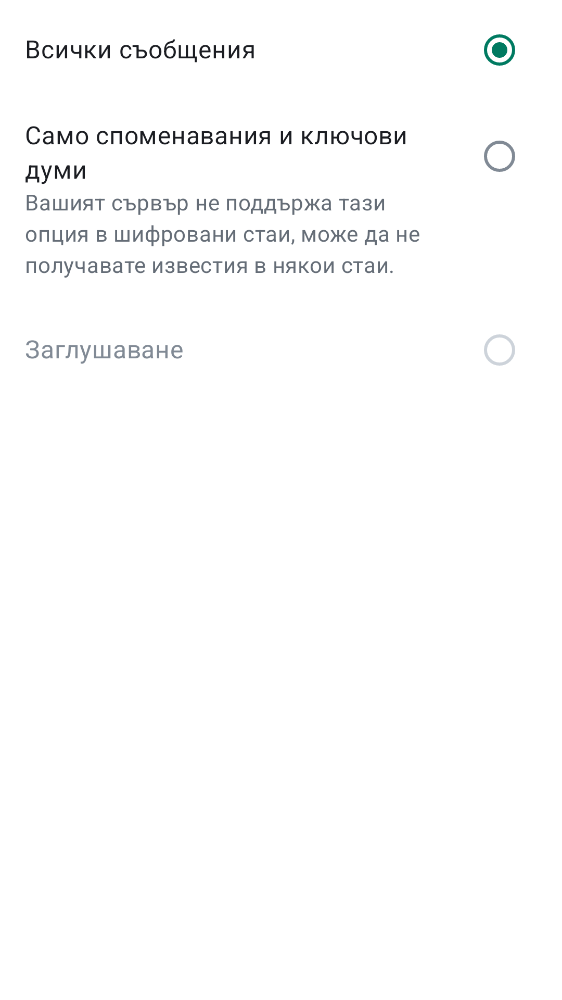 Всички съобщения
Само споменавания и ключови
думи
Вашият сървър не поддържа тази
опция в шифровани стаи, може да не
получавате известия в някои стаи.
Заглушаване